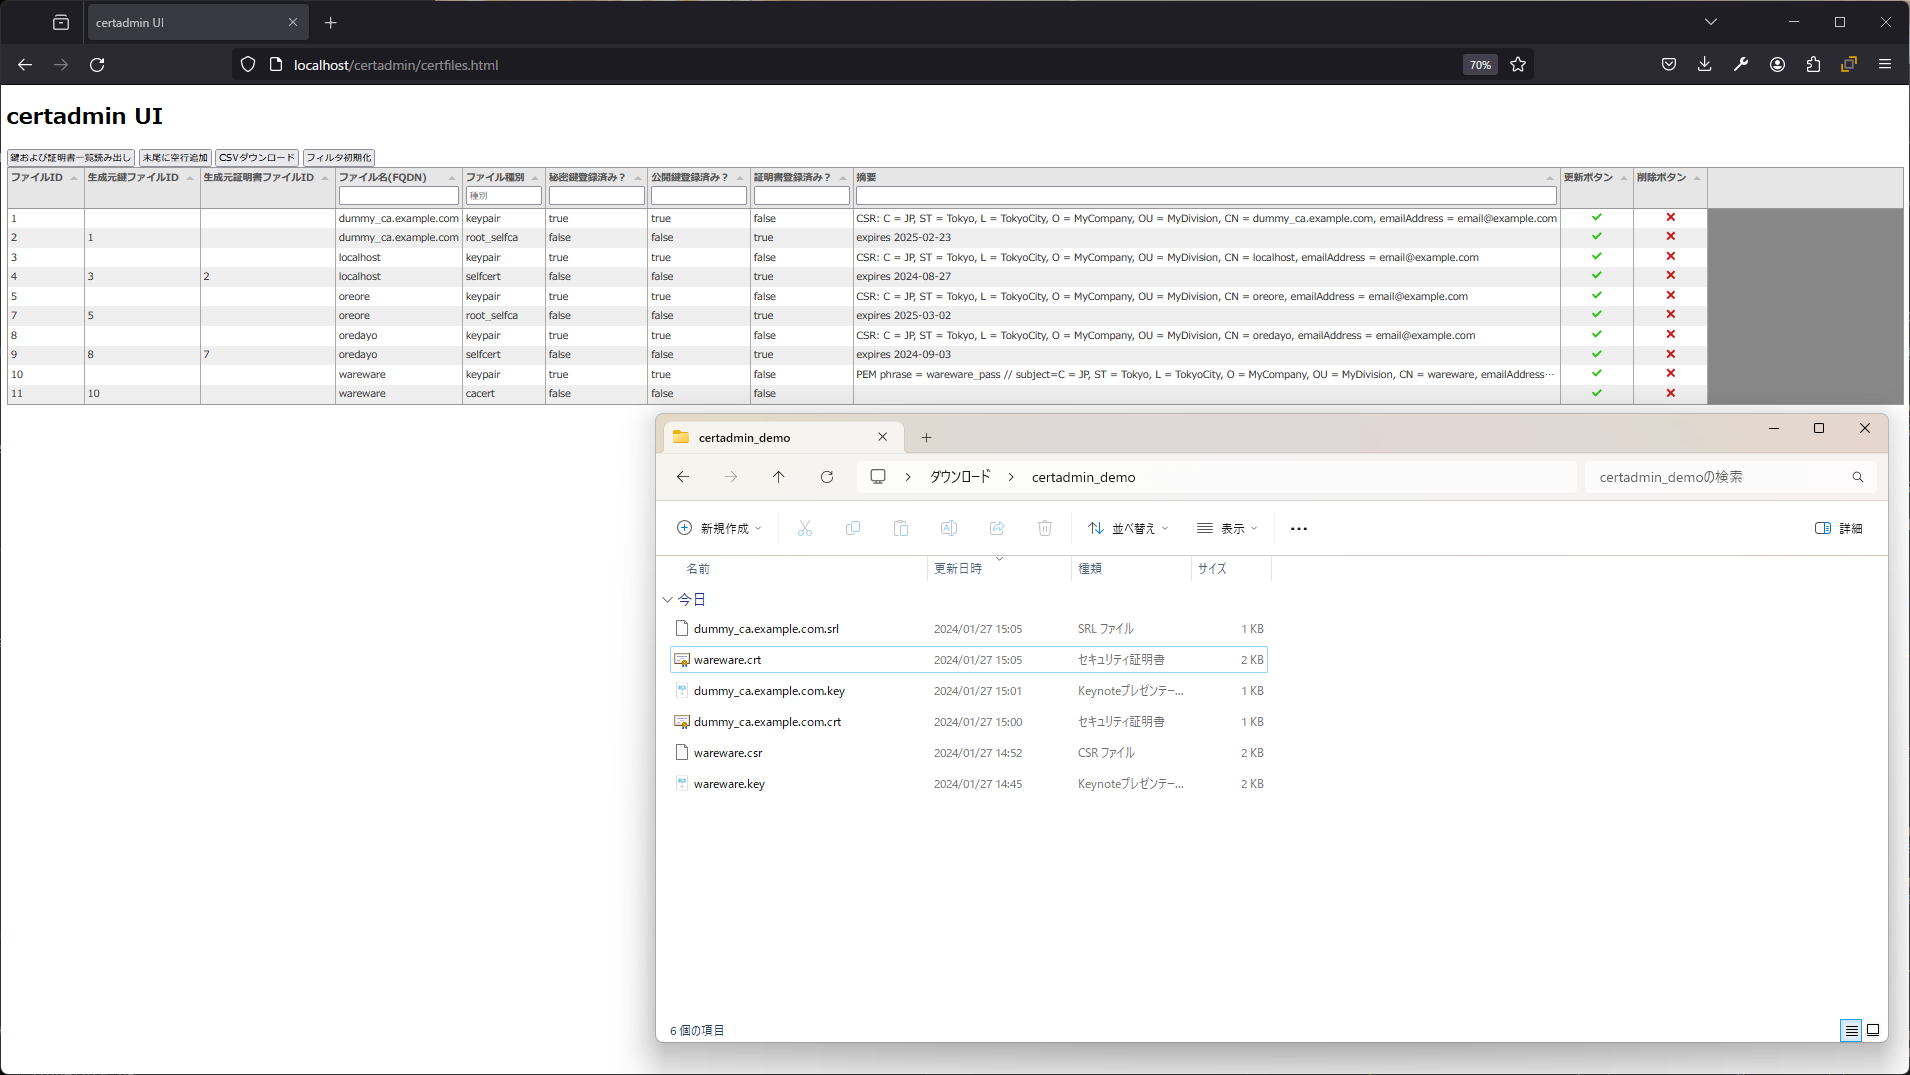 certadmin UI
localhost/certadmin/certfiles.html 70%
certadmin UI
鍵および証明書一覧読み出し 末尾に空行追加 CSVダウンロード フィルタ初期化
ファイルID 生成元鍵ファイルID 生成元証明書ファイルID ファイル名(FQDN) ファイル種別 秘密鍵登録済み？ 公開鍵登録済み？ 証明書登録済み？ 摘要 更新ボタン 削除ボタン
種別
1 dummy_ca.example.com keypair true true false CSR: C = JP, ST = Tokyo, L = TokyoCity, O = MyCompany, OU = MyDivision, CN = dummy_ca.example.com, emailAddress = email@example.com
2 1 dummy_ca.example.com root_selfca false false true expires 2025-02-23
3 localhost keypair true true false CSR: C = JP, ST = Tokyo, L = TokyoCity, O = MyCompany, OU = MyDivision, CN = localhost, emailAddress = email@example.com
4 3 2 localhost selfcert false false true expires 2024-08-27
5 oreore keypair true true false CSR: C = JP, ST = Tokyo, L = TokyoCity, O = MyCompany, OU = MyDivision, CN = oreore, emailAddress = email@example.com
7 5 oreore root_selfca false false true expires 2025-03-02
8 oredayo keypair true true false CSR: C = JP, ST = Tokyo, L = TokyoCity, O = MyCompany, OU = MyDivision, CN = oredayo, emailAddress = email@example.com
9 8 7 oredayo selfcert false false true expires 2024-09-03
10 wareware keypair true true false PEM phrase = wareware_pass // subject=C = JP, ST = Tokyo, L = TokyoCity, O = MyCompany, OU = MyDivision, CN = wareware, emailAddress…
11 10 wareware cacert false false false
certadmin_demo
ダウンロード certadmin_demo certadmin_demoの検索
新規作成 並べ替え 表示 詳細
名前 更新日時 種類 サイズ
今日
dummy_ca.example.com.srl 2024/01/27 15:05 SRL ファイル 1 KB
wareware.crt 2024/01/27 15:05 セキュリティ証明書 2 KB
dummy_ca.example.com.key 2024/01/27 15:01 Keynoteプレゼンテー... 1 KB
dummy_ca.example.com.crt 2024/01/27 15:00 セキュリティ証明書 1 KB
wareware.csr 2024/01/27 14:52 CSR ファイル 2 KB
wareware.key 2024/01/27 14:45 Keynoteプレゼンテー... 2 KB
6 個の項目